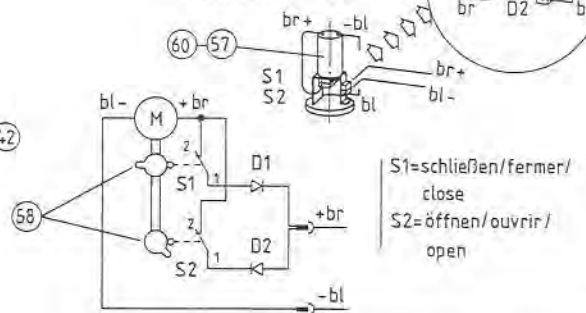 br D2 b
br+ -bl
60 57
S1 br+
S2 bl-
bl
bl- +br
M
42
2
D1
S1 1
58
+br
2
D2
S2 1
-bl
S1=schließen/fermer/
close
S2=öffnen/ouvrir/
open